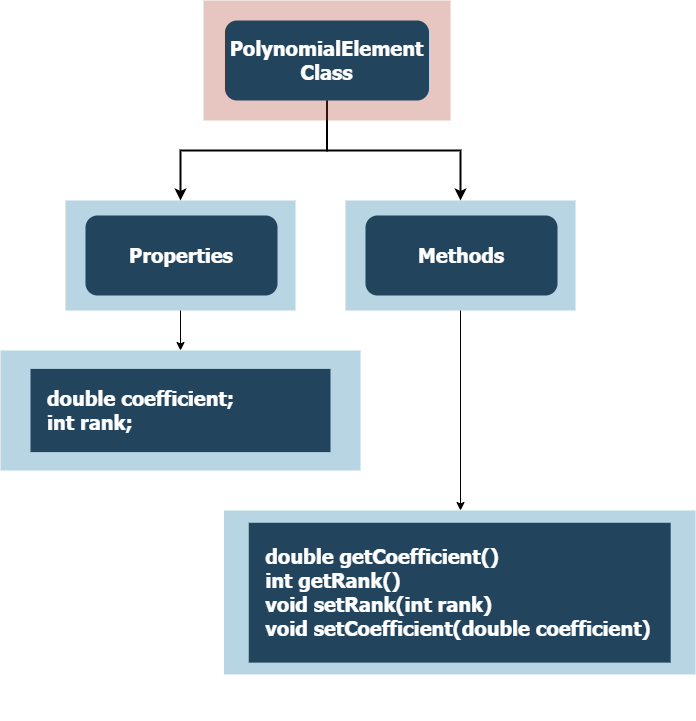 PolynomialElement
Class
Properties
Methods
double coefficient;
int rank;
double getCoefficient()
int getRank()
void setRank(int rank)
void setCoefficient(double coefficient)